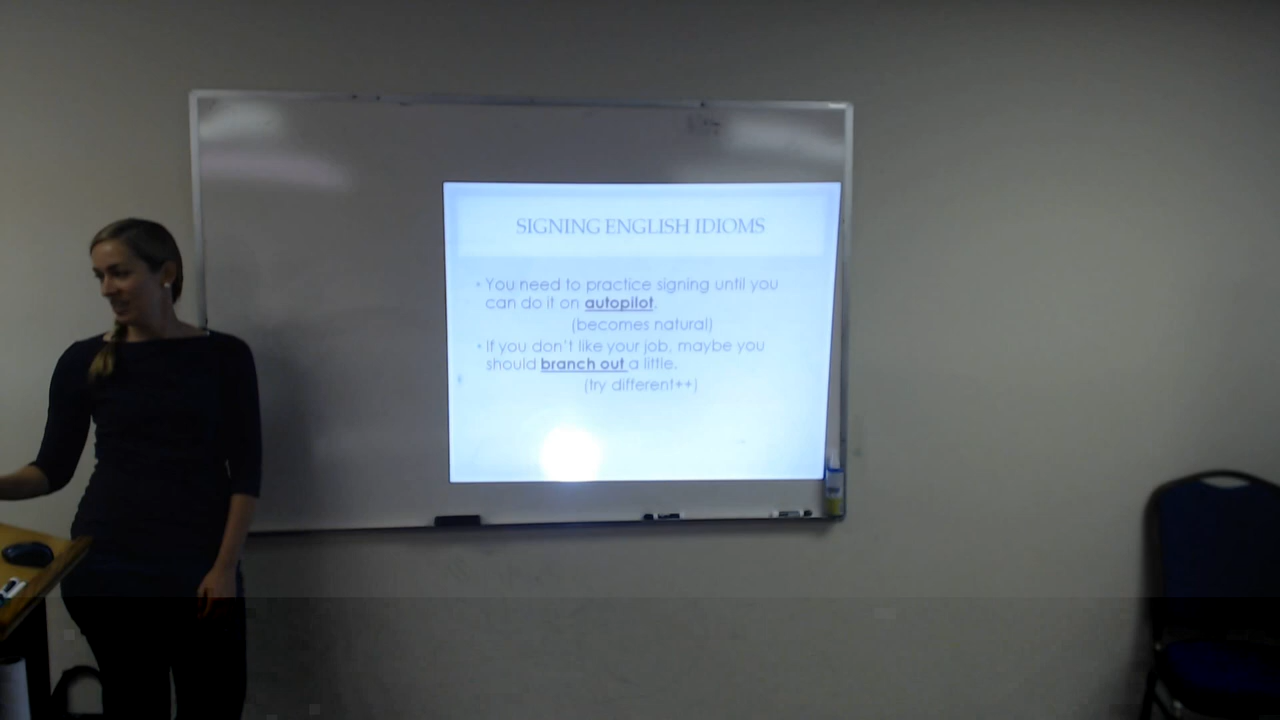 SIGNING ENGLISH IDIOMS
• You need to practice signing until you
can do it on autopilot.
(becomes natural)
• If you don't like your job, maybe you
should branch out a little.
(try different++)